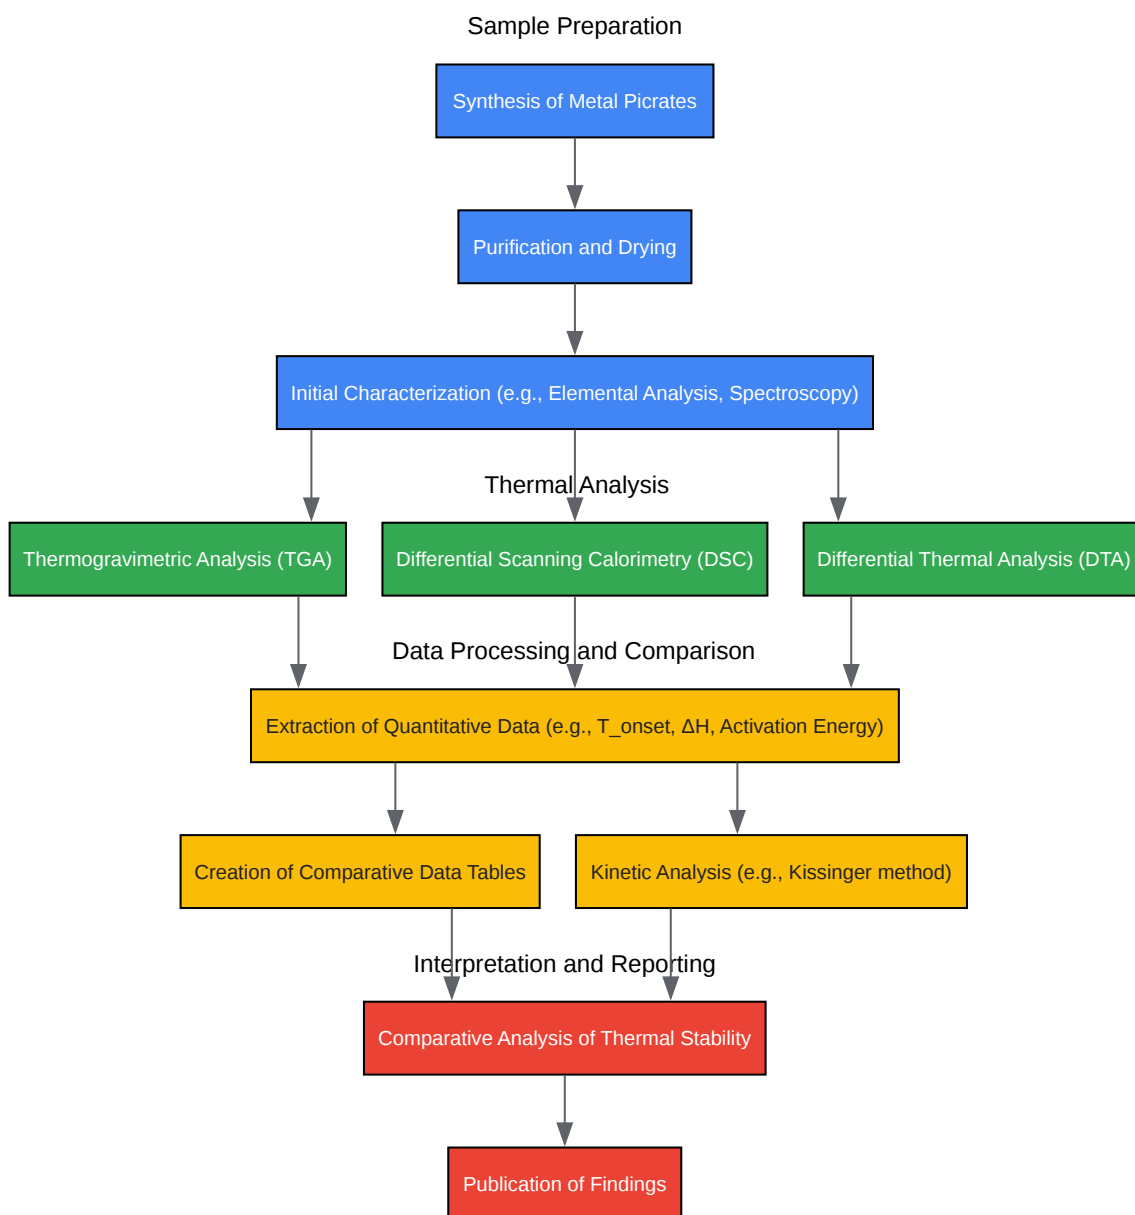 Sample Preparation
Synthesis of Metal Picrates
Purification and Drying
Initial Characterization (e.g., Elemental Analysis, Spectroscopy)
Thermal Analysis
Thermogravimetric Analysis (TGA)
Differential Scanning Calorimetry (DSC)
Differential Thermal Analysis (DTA)
Data Processing and Comparison
Extraction of Quantitative Data (e.g., T_onset, ΔH, Activation Energy)
Creation of Comparative Data Tables
Kinetic Analysis (e.g., Kissinger method)
Interpretation and Reporting
Comparative Analysis of Thermal Stability
Publication of Findings